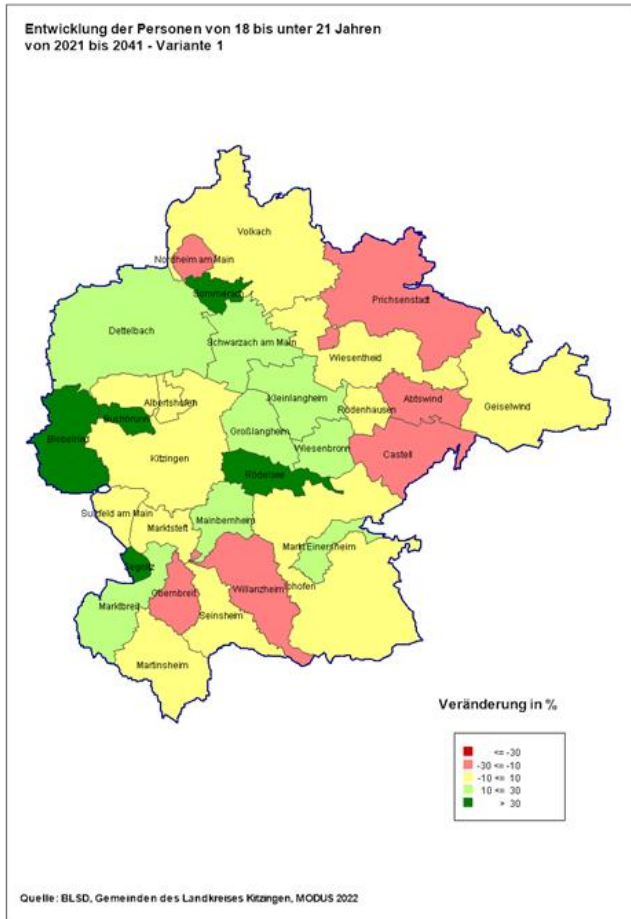 Entwicklung der Personen von 18 bis unter 21 Jahren
von 2021 bis 2041 - Variante 1
Volkach
Nordheim am Main
Sommerach
Prichsenstadt
Dettelbach
Schwarzach am Main
Wiesentheid
Kleinlangheim
Albertshofen
Rüdenhausen
Abtswind
Geiselwind
Buchbrunn
Großlangheim
Biebelried
Wiesenbronn
Kitzingen
Castell
Rödelsee
Sulzfeld am Main
Mainbernheim
Marktsteft
Markt Einersheim
Segnitz
Obernbreit
Willanzheim
Iphofen
Marktbreit
Seinsheim
Martinsheim
Veränderung in %
<= -30
-30 <= -10
-10 <= 10
10 <= 30
> 30
Quelle: BLSD, Gemeinden des Landkreises Kitzingen, MODUS 2022